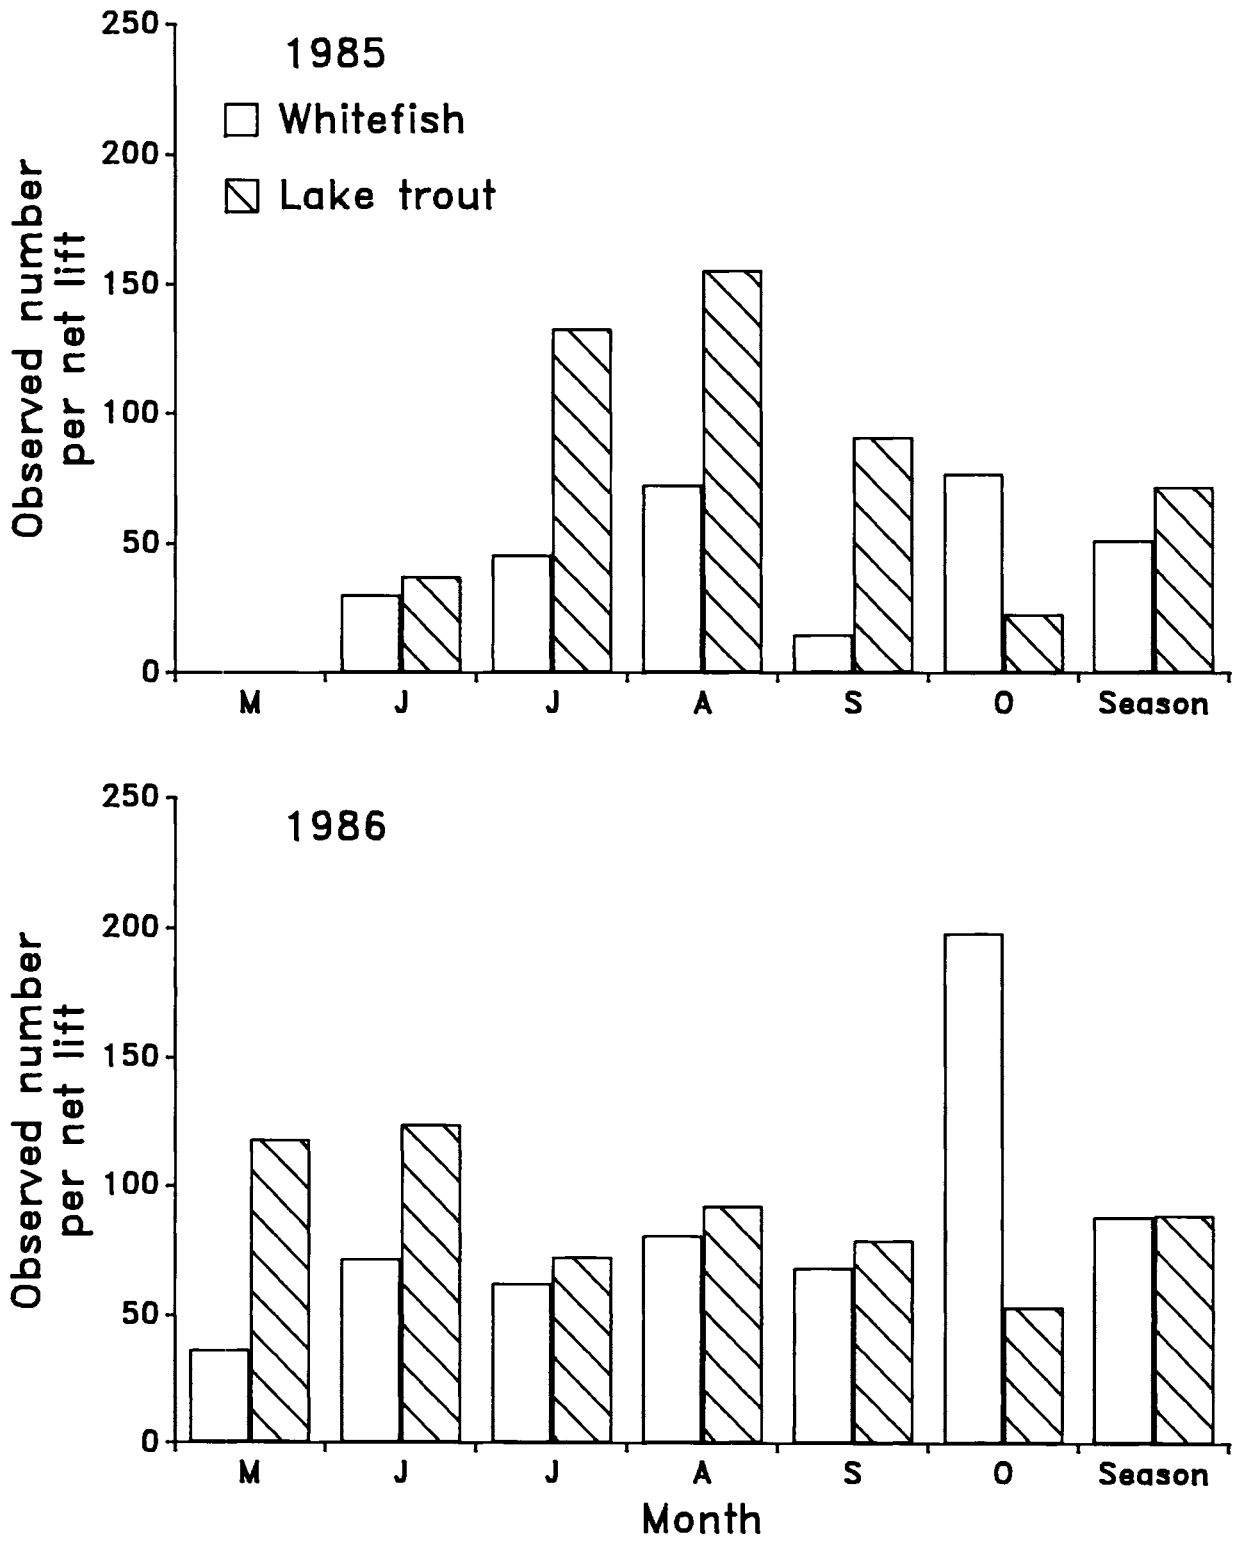 250
1985
Whitefish
200
Lake trout
150
100
50
0
Observed number
per net lift
M J J A S O Season
250
1986
200
150
100
50
0
Observed number
per net lift
M J J A S O Season
Month